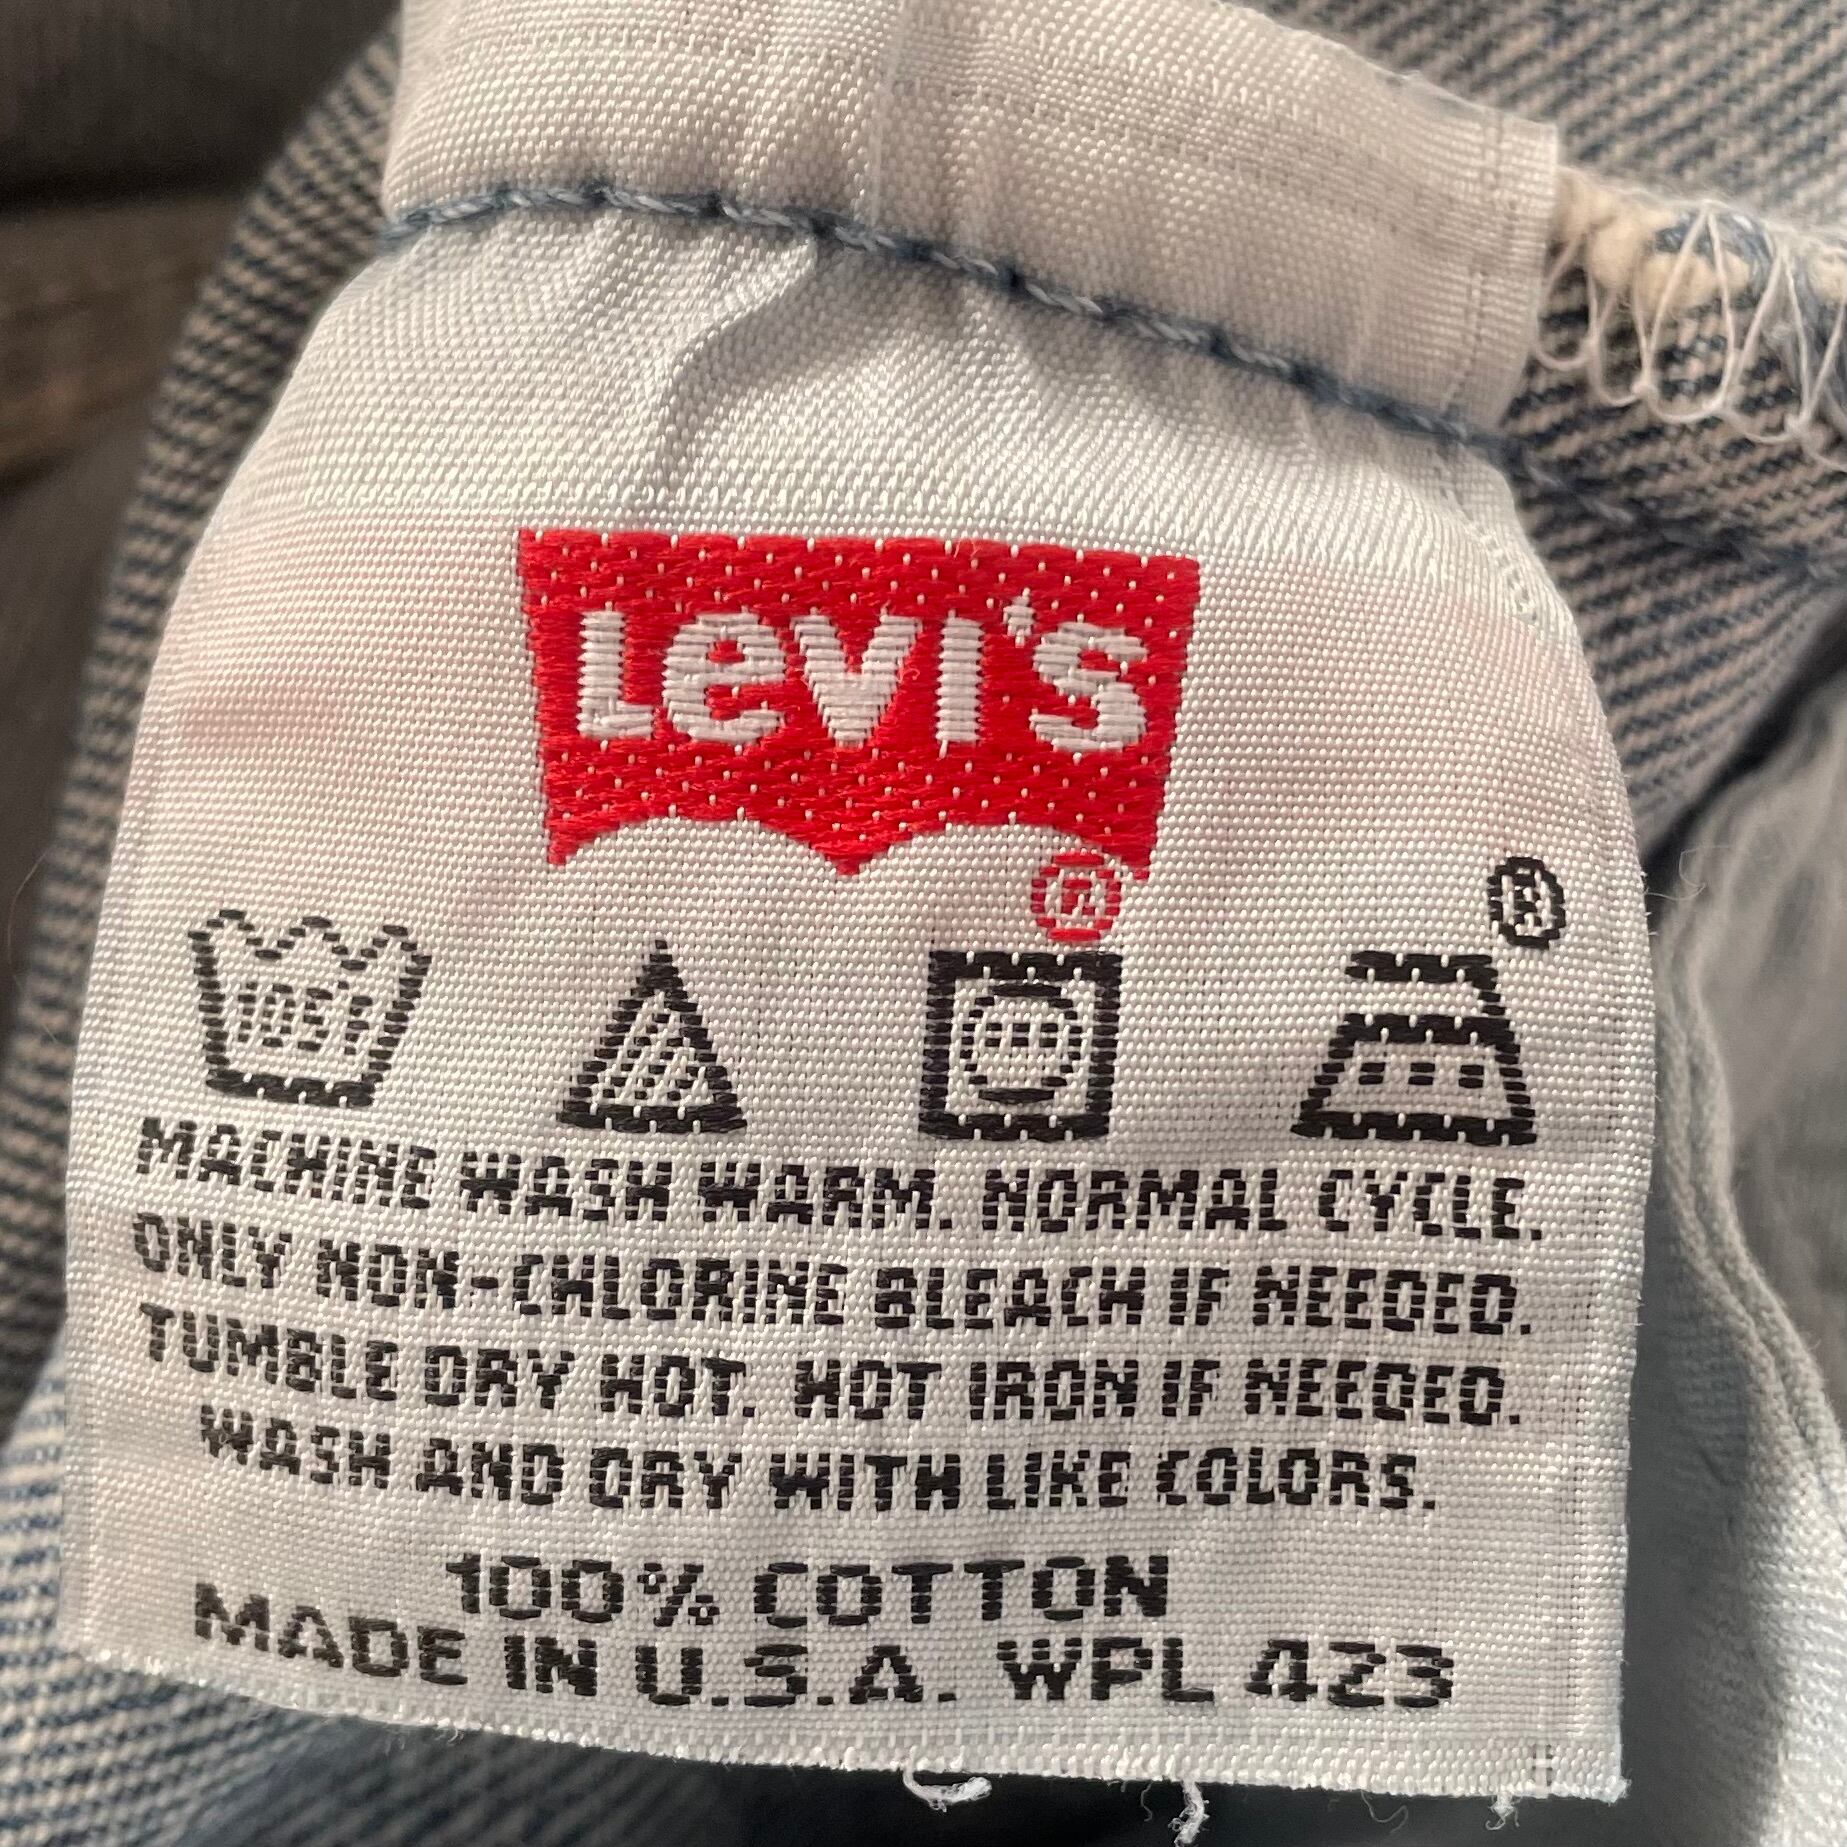 Levi's
®
®
105°F
MACHINE WASH WARM. NORMAL CYCLE.
ONLY NON-CHLORINE BLEACH IF NEEDED.
TUMBLE DRY HOT. HOT IRON IF NEEDED.
WASH AND DRY WITH LIKE COLORS.
100% COTTON
MADE IN U.S.A. WPL 423